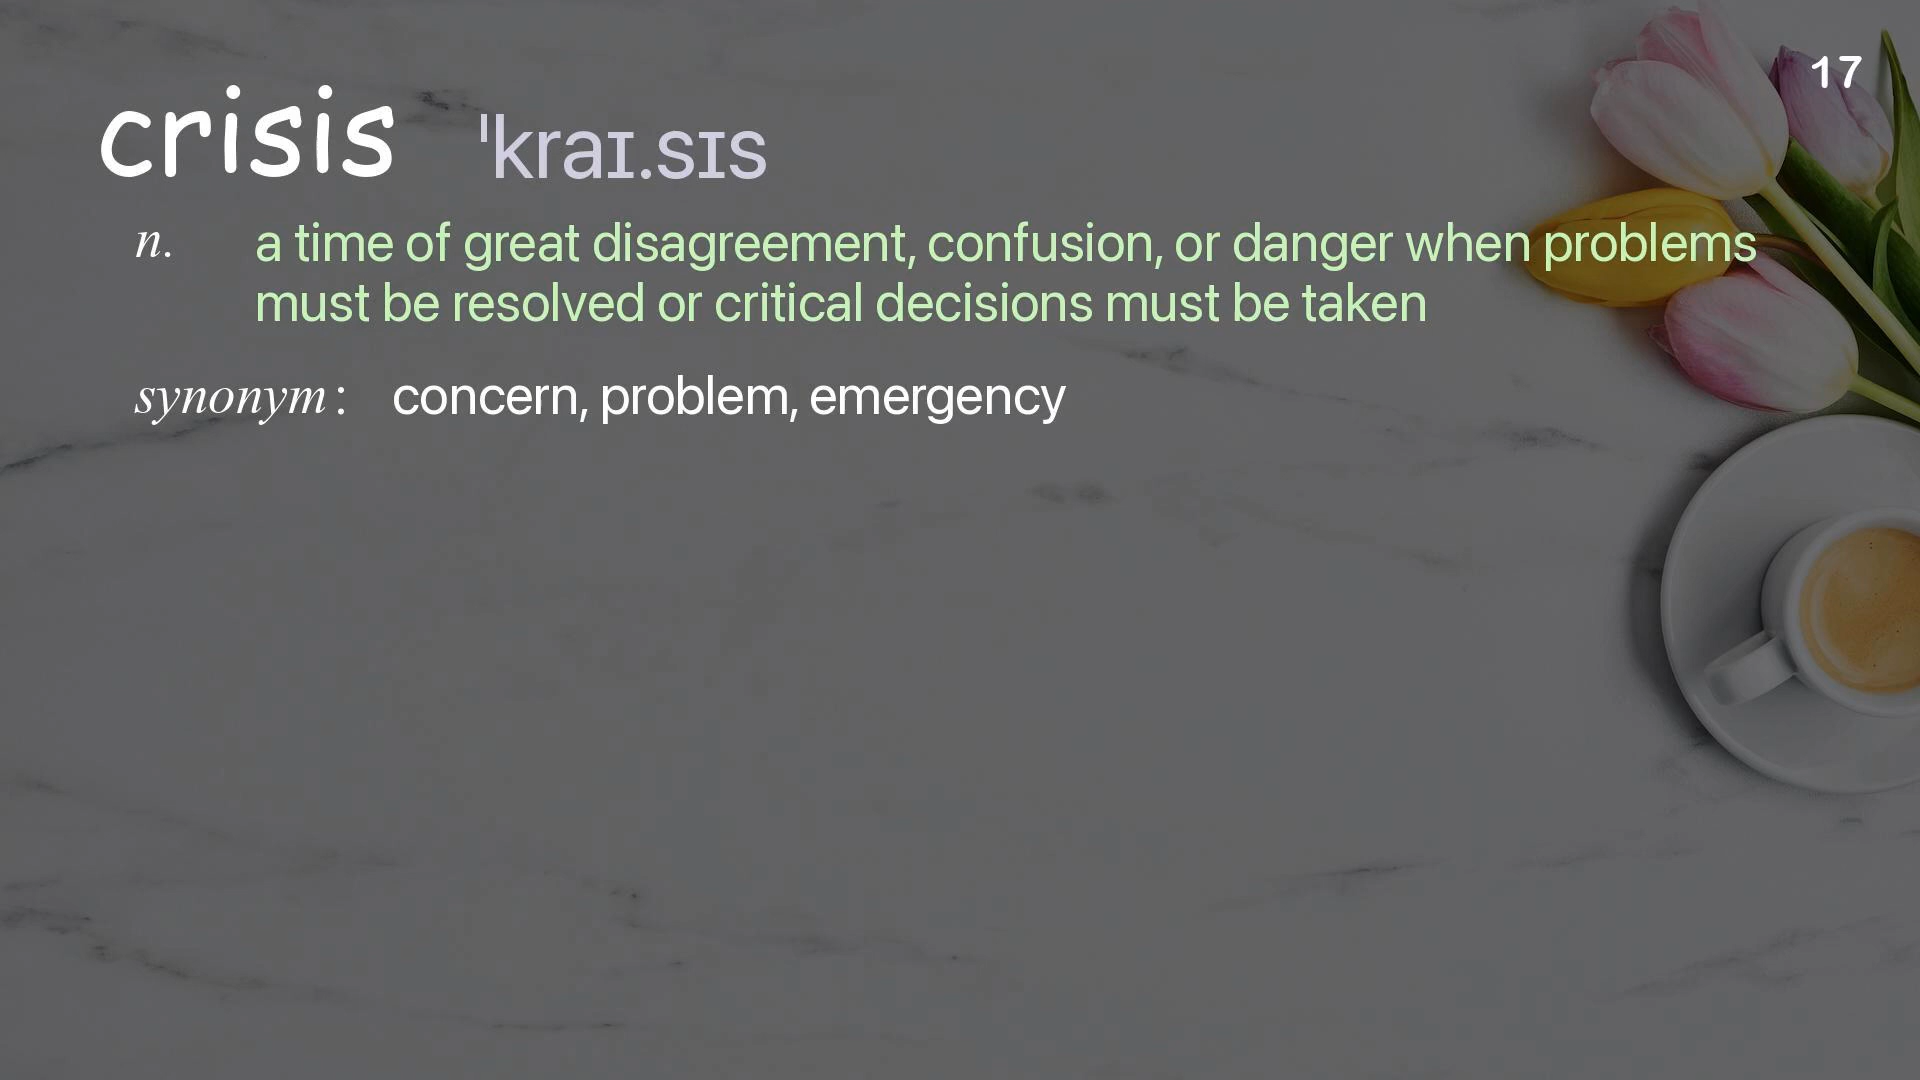 17
crisis ˈkraɪ.sɪs
n. a time of great disagreement, confusion, or danger when problems
must be resolved or critical decisions must be taken
synonym : concern, problem, emergency